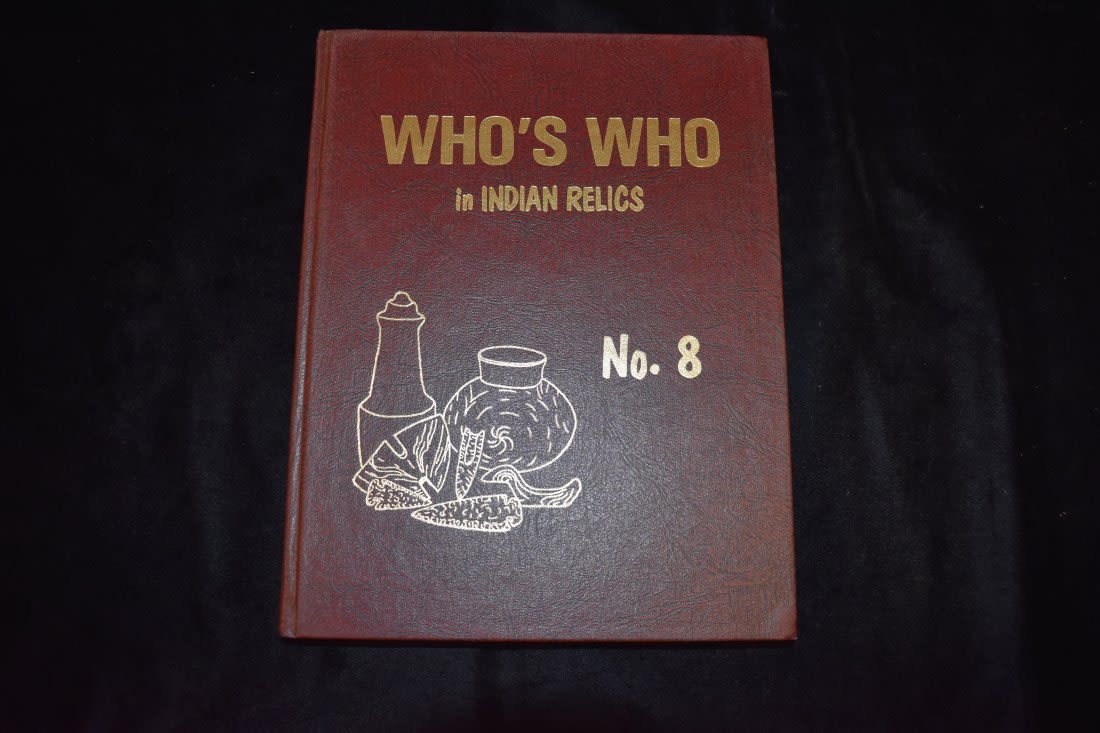 WHO'S WHO
in INDIAN RELICS
No. 8